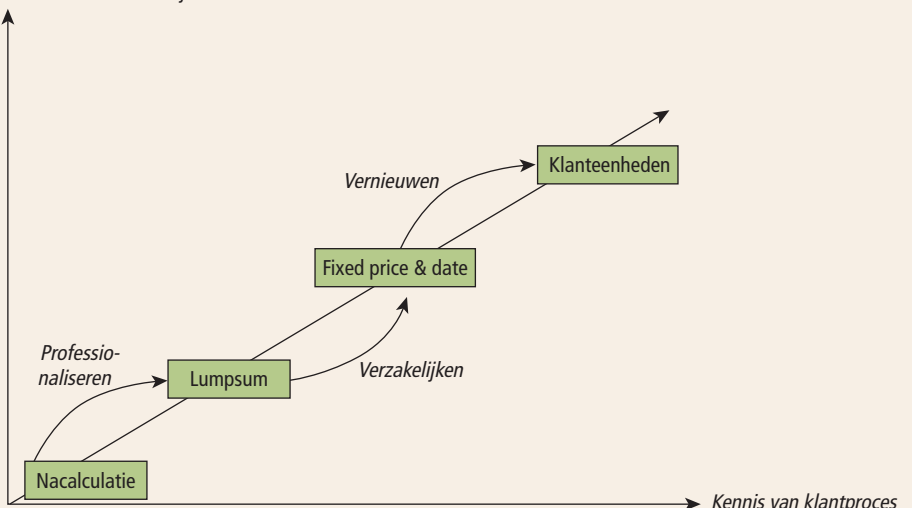 Klanteenheden
Vernieuwen
Fixed price & date
Professio-
naliseren
Verzakelijken
Lumpsum
Nacalculatie
Kennis van klantproces